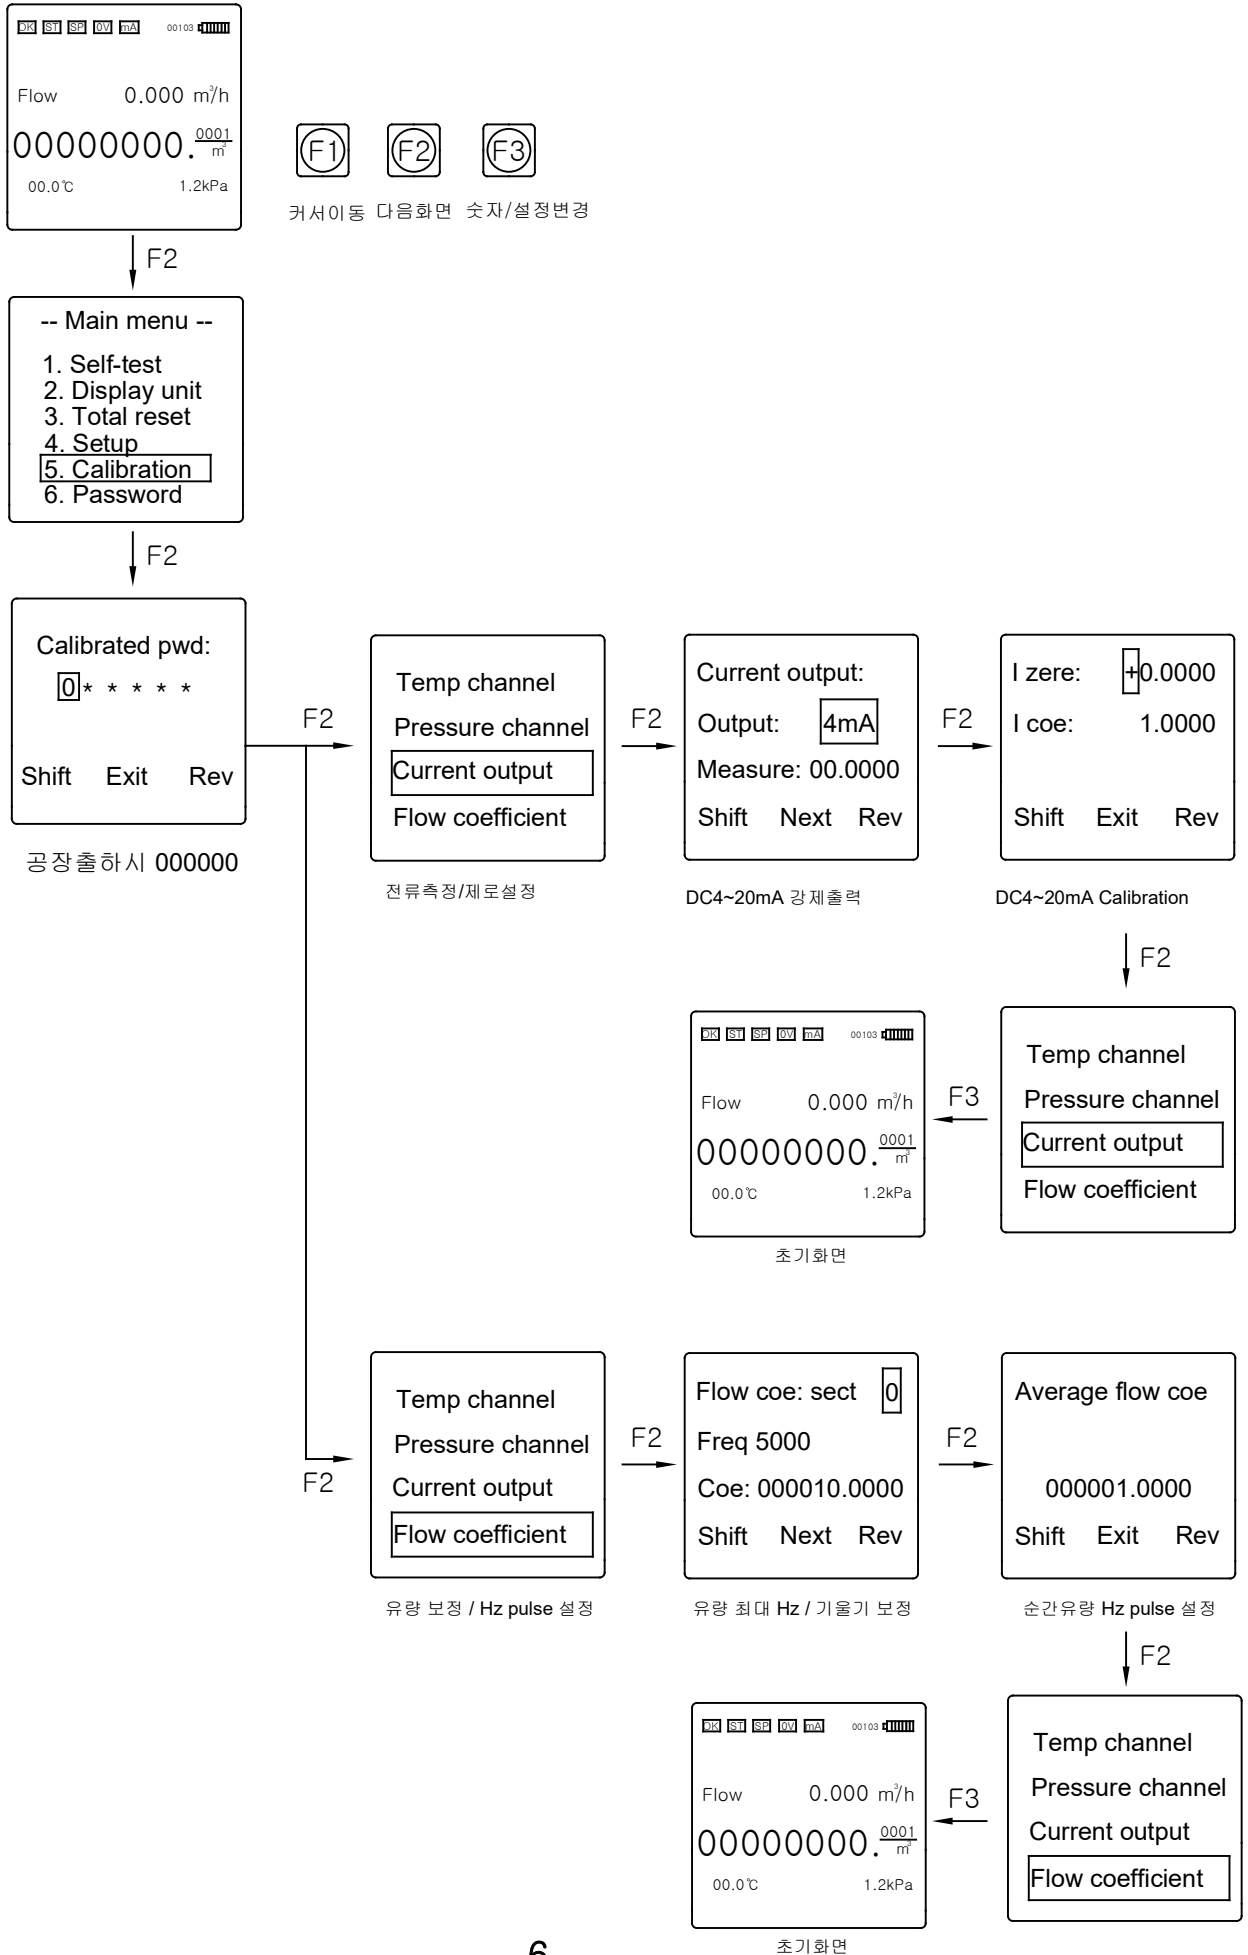 OK ST SP 0V mA 00103
Flow 0.000 m³/h
00000000. 0001
m³
00.0℃ 1.2kPa
F1 F2 F3
커서이동 다음화면 숫자/설정변경
F2
-- Main menu --
1. Self-test
2. Display unit
3. Total reset
4. Setup
5. Calibration
6. Password
F2
Calibrated pwd:
0* * * * *
Shift Exit Rev
공장출하시 000000
F2
Temp channel
Pressure channel
Current output
Flow coefficient
전류측정/제로설정
F2
Current output:
Output: 4mA
Measure: 00.0000
Shift Next Rev
DC4~20mA 강제출력
F2
I zere: +0.0000
I coe: 1.0000
Shift Exit Rev
DC4~20mA Calibration
F2
Temp channel
Pressure channel
Current output
Flow coefficient
F3
OK ST SP 0V mA 00103
Flow 0.000 m³/h
00000000. 0001
m³
00.0℃ 1.2kPa
초기화면
F2
Temp channel
Pressure channel
Current output
Flow coefficient
유량 보정 / Hz pulse 설정
F2
Flow coe: sect 0
Freq 5000
Coe: 000010.0000
Shift Next Rev
유량 최대 Hz / 기울기 보정
F2
Average flow coe
000001.0000
Shift Exit Rev
순간유량 Hz pulse 설정
F2
Temp channel
Pressure channel
Current output
Flow coefficient
F3
OK ST SP 0V mA 00103
Flow 0.000 m³/h
00000000. 0001
m³
00.0℃ 1.2kPa
초기화면
6